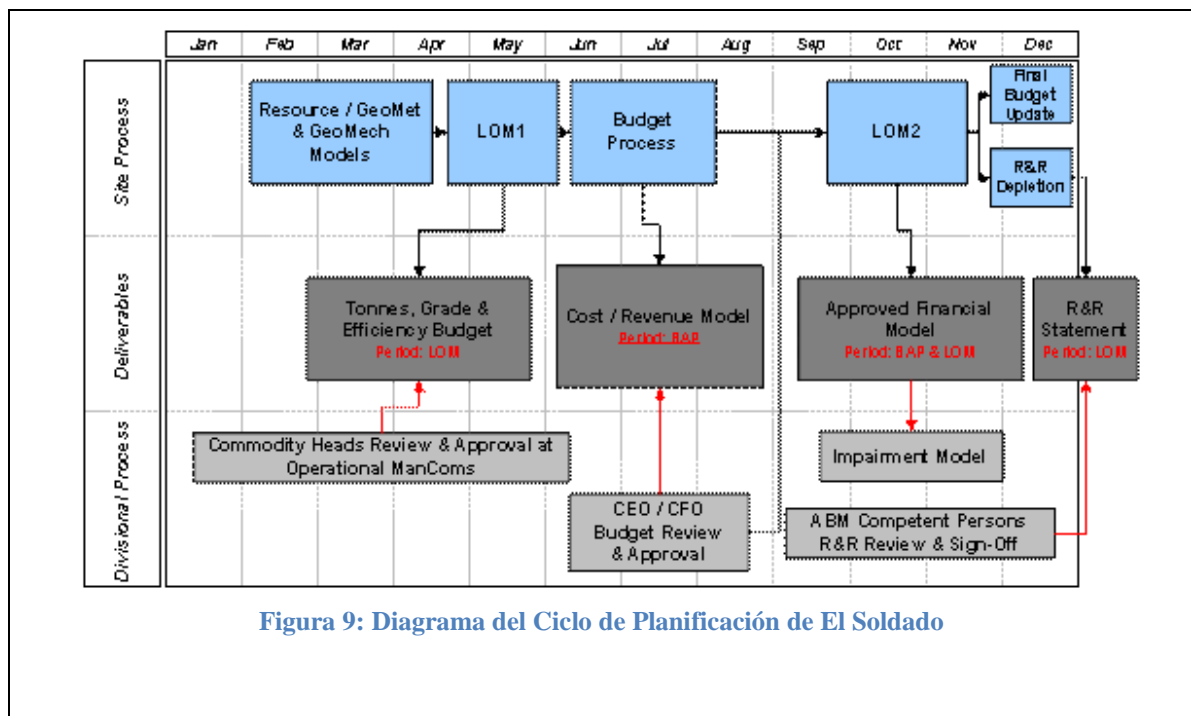 Jan Feb Mar Apr May Jun Jul Aug Sep Oct Nov Dec
Site Process
Resource / GeoMet
& GeoMech
Models
LOM1
Budget
Process
LOM2
Final
Budget
Update
R&R
Depletion
Deliverables
Tonnes, Grade &
Efficiency Budget
Period: LOM
Cost / Revenue Model
Period: BAP
Approved Financial
Model
Period: BAP & LOM
R&R
Statement
Period: LOM
Divisional Process
Commodity Heads Review & Approval at
Operational ManComs
CEO / CFO
Budget Review
& Approval
Impairment Model
ABM Competent Persons
R&R Review & Sign-Off
Figura 9: Diagrama del Ciclo de Planificación de El Soldado